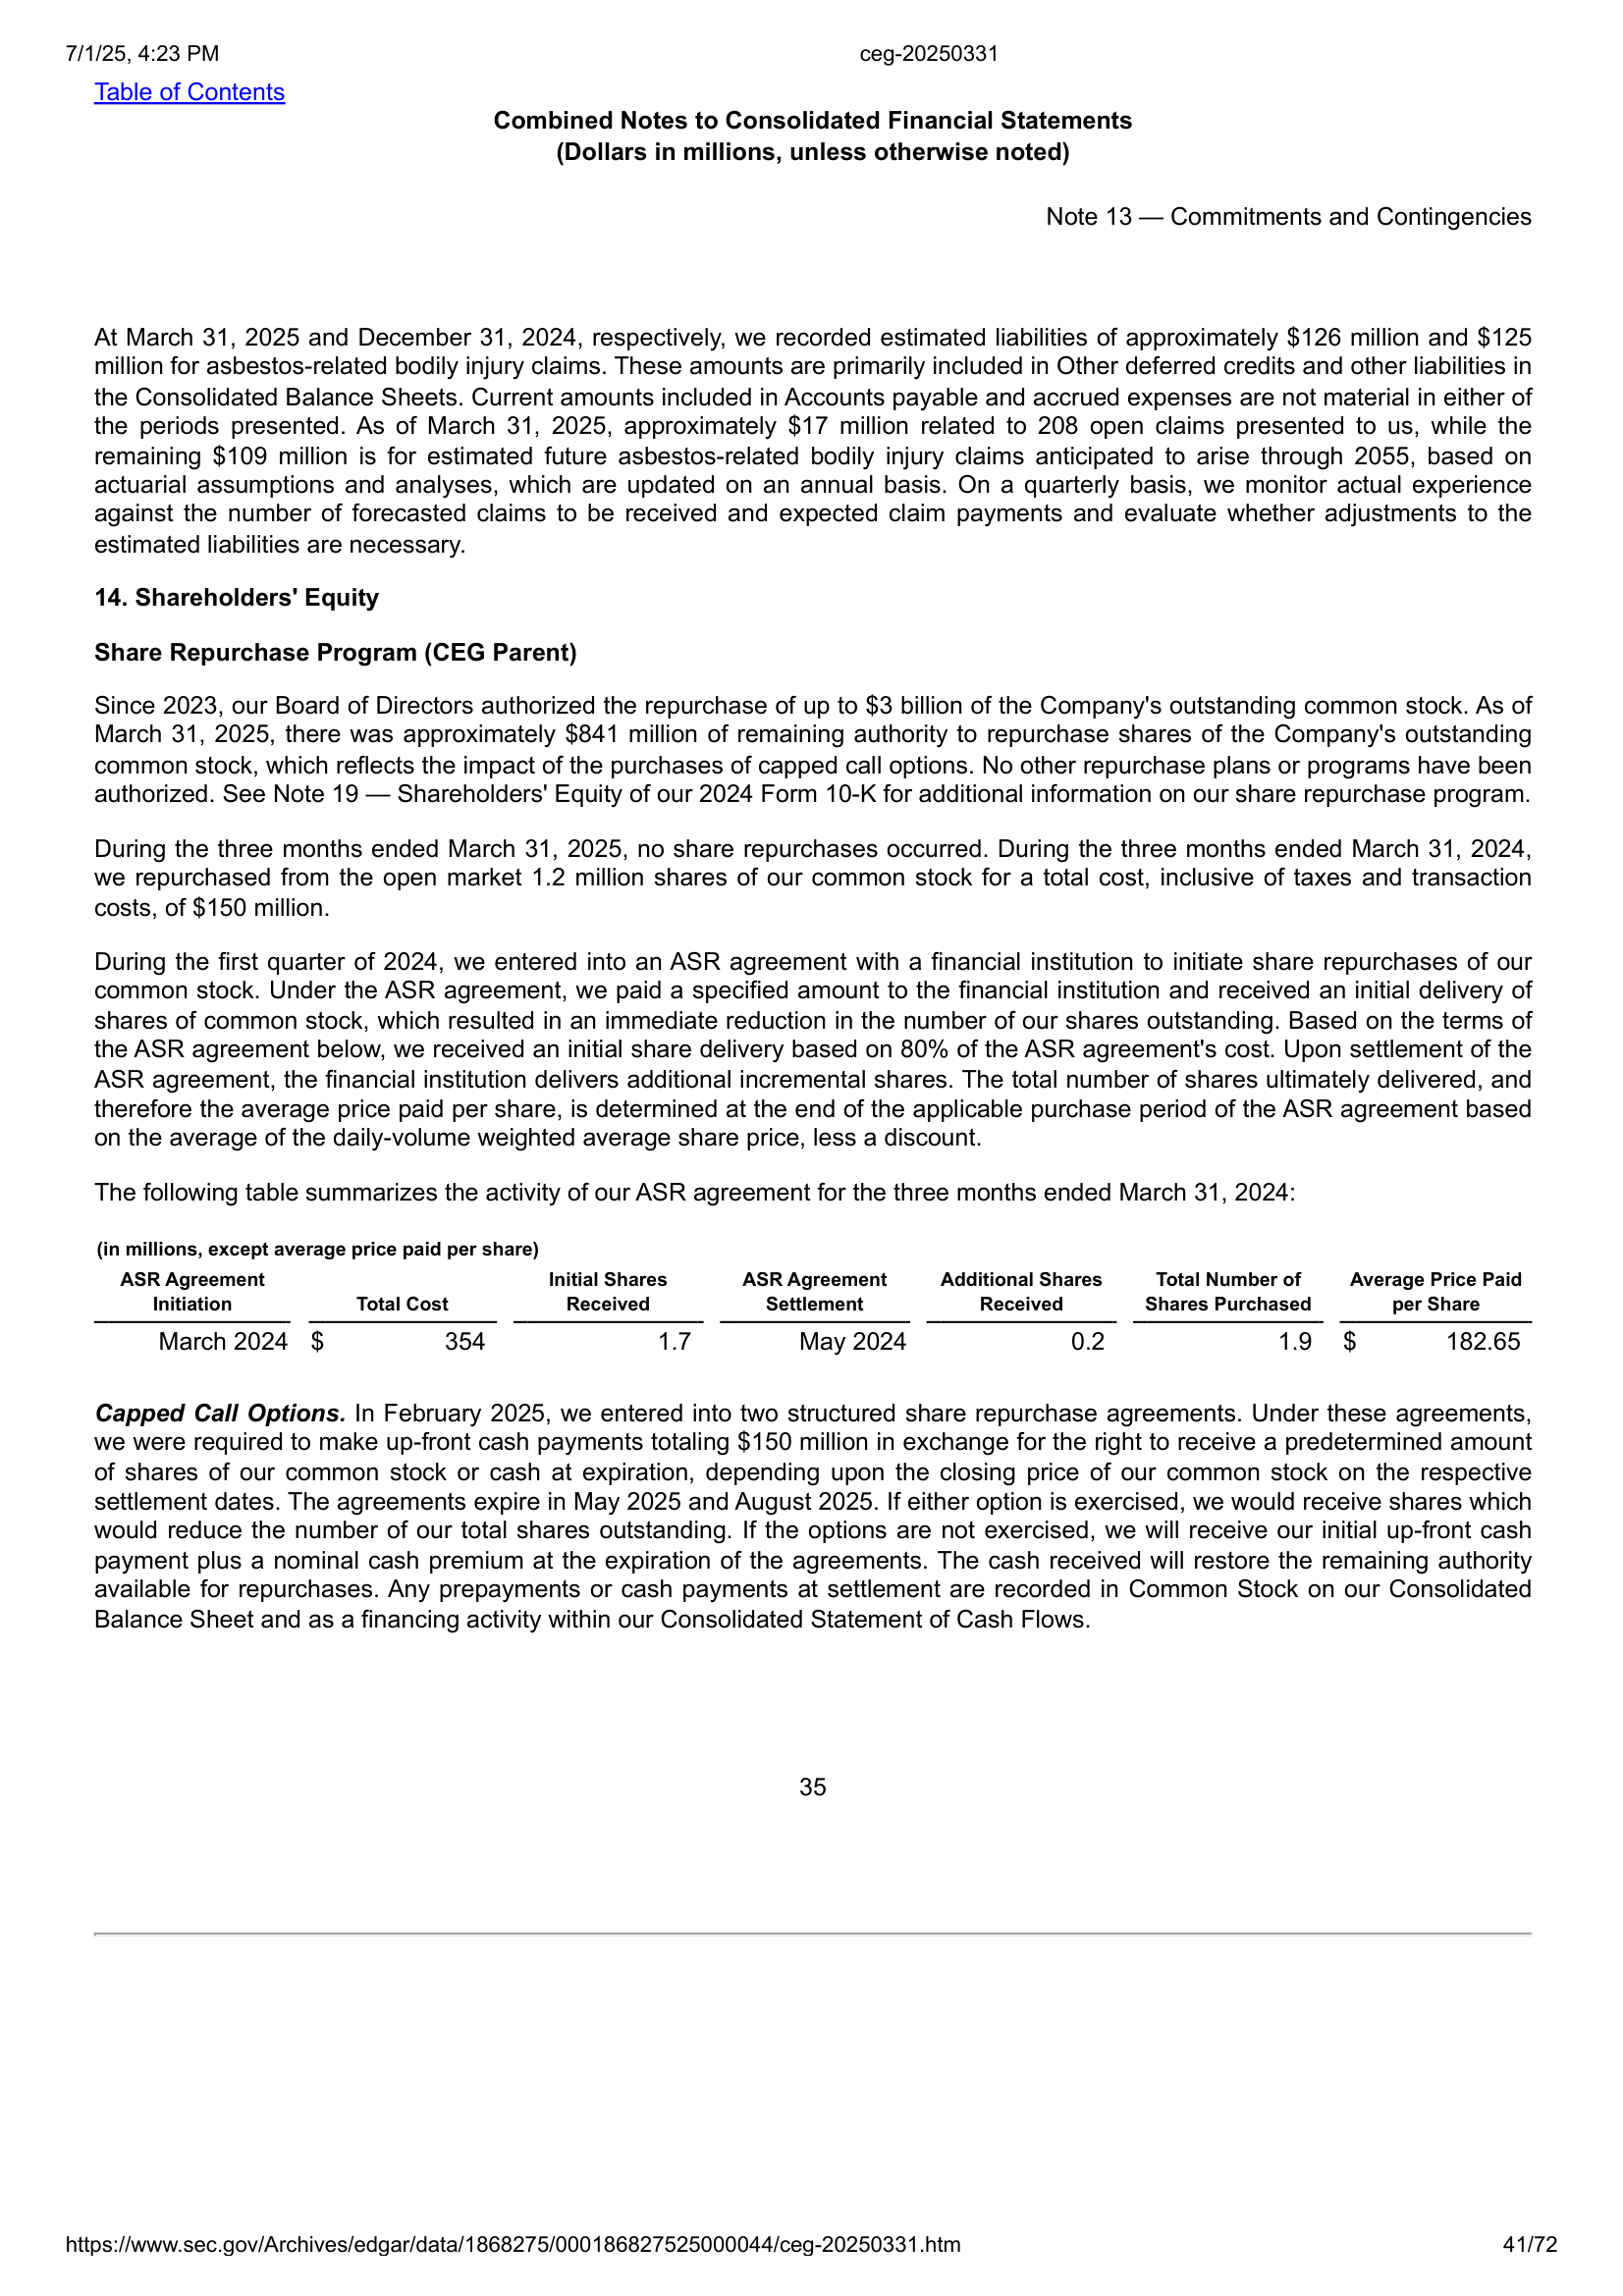 7/1/25, 4:23 PM ceg-20250331
Table of Contents
Combined Notes to Consolidated Financial Statements
(Dollars in millions, unless otherwise noted)
Note 13 — Commitments and Contingencies
At March 31, 2025 and December 31, 2024, respectively, we recorded estimated liabilities of approximately $126 million and $125
million for asbestos-related bodily injury claims. These amounts are primarily included in Other deferred credits and other liabilities in
the Consolidated Balance Sheets. Current amounts included in Accounts payable and accrued expenses are not material in either of
the periods presented. As of March 31, 2025, approximately $17 million related to 208 open claims presented to us, while the
remaining $109 million is for estimated future asbestos-related bodily injury claims anticipated to arise through 2055, based on
actuarial assumptions and analyses, which are updated on an annual basis. On a quarterly basis, we monitor actual experience
against the number of forecasted claims to be received and expected claim payments and evaluate whether adjustments to the
estimated liabilities are necessary.
14. Shareholders' Equity
Share Repurchase Program (CEG Parent)
Since 2023, our Board of Directors authorized the repurchase of up to $3 billion of the Company's outstanding common stock. As of
March 31, 2025, there was approximately $841 million of remaining authority to repurchase shares of the Company's outstanding
common stock, which reflects the impact of the purchases of capped call options. No other repurchase plans or programs have been
authorized. See Note 19 — Shareholders' Equity of our 2024 Form 10-K for additional information on our share repurchase program.
During the three months ended March 31, 2025, no share repurchases occurred. During the three months ended March 31, 2024,
we repurchased from the open market 1.2 million shares of our common stock for a total cost, inclusive of taxes and transaction
costs, of $150 million.
During the first quarter of 2024, we entered into an ASR agreement with a financial institution to initiate share repurchases of our
common stock. Under the ASR agreement, we paid a specified amount to the financial institution and received an initial delivery of
shares of common stock, which resulted in an immediate reduction in the number of our shares outstanding. Based on the terms of
the ASR agreement below, we received an initial share delivery based on 80% of the ASR agreement's cost. Upon settlement of the
ASR agreement, the financial institution delivers additional incremental shares. The total number of shares ultimately delivered, and
therefore the average price paid per share, is determined at the end of the applicable purchase period of the ASR agreement based
on the average of the daily-volume weighted average share price, less a discount.
The following table summarizes the activity of our ASR agreement for the three months ended March 31, 2024:
(in millions, except average price paid per share)
ASR Agreement Initial Shares ASR Agreement Additional Shares Total Number of Average Price Paid
Initiation Total Cost Received Settlement Received Shares Purchased per Share
March 2024 $ 354 1.7 May 2024 0.2 1.9 $ 182.65
Capped Call Options. In February 2025, we entered into two structured share repurchase agreements. Under these agreements,
we were required to make up-front cash payments totaling $150 million in exchange for the right to receive a predetermined amount
of shares of our common stock or cash at expiration, depending upon the closing price of our common stock on the respective
settlement dates. The agreements expire in May 2025 and August 2025. If either option is exercised, we would receive shares which
would reduce the number of our total shares outstanding. If the options are not exercised, we will receive our initial up-front cash
payment plus a nominal cash premium at the expiration of the agreements. The cash received will restore the remaining authority
available for repurchases. Any prepayments or cash payments at settlement are recorded in Common Stock on our Consolidated
Balance Sheet and as a financing activity within our Consolidated Statement of Cash Flows.
35
https://www.sec.gov/Archives/edgar/data/1868275/000186827525000044/ceg-20250331.htm 41/72